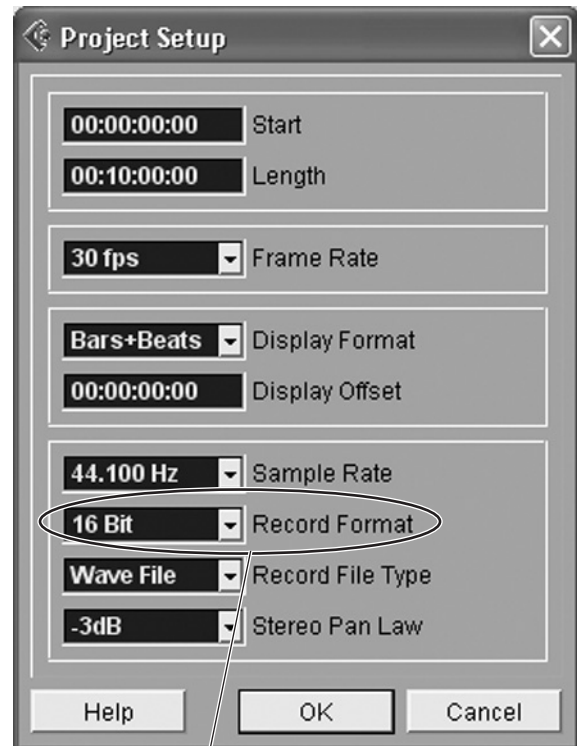 Project Setup
00:00:00:00 Start
00:10:00:00 Length
30 fps Frame Rate
Bars+Beats Display Format
00:00:00:00 Display Offset
44.100 Hz Sample Rate
16 Bit Record Format
Wave File Record File Type
-3dB Stereo Pan Law
Help OK Cancel